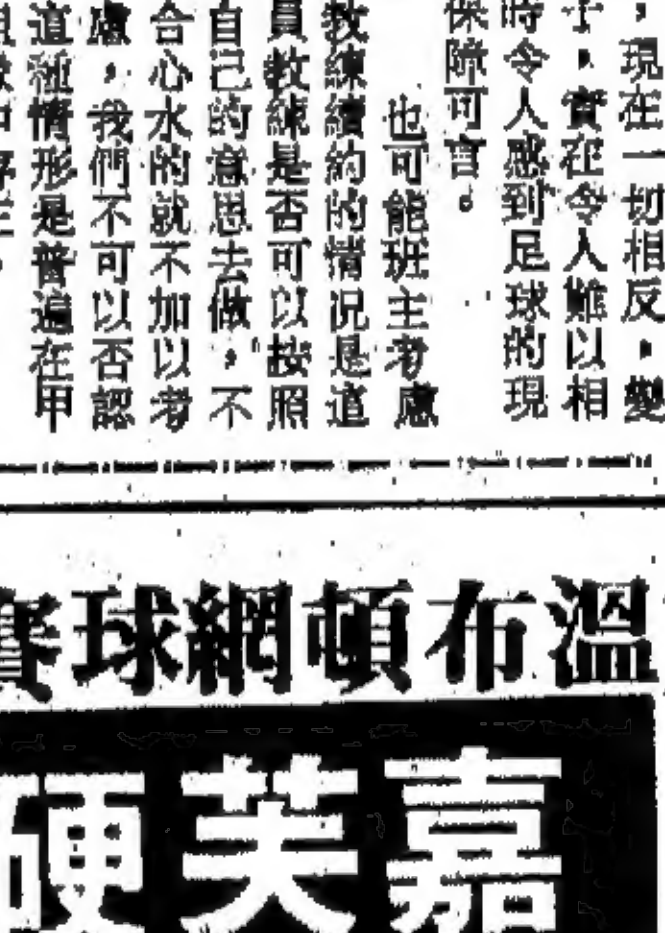 ，現在一切相反，變
，實在令人難以相
時令人感到足球的現
保障可言。
也可能班主考慮
教練續約的情況是這
員教練是否可以按照
自己的意思去做，不
合心水的就不加以考
慮，我們不可以否認
這種情形是普遍在甲
溫布頓網球賽
嘉芙硬